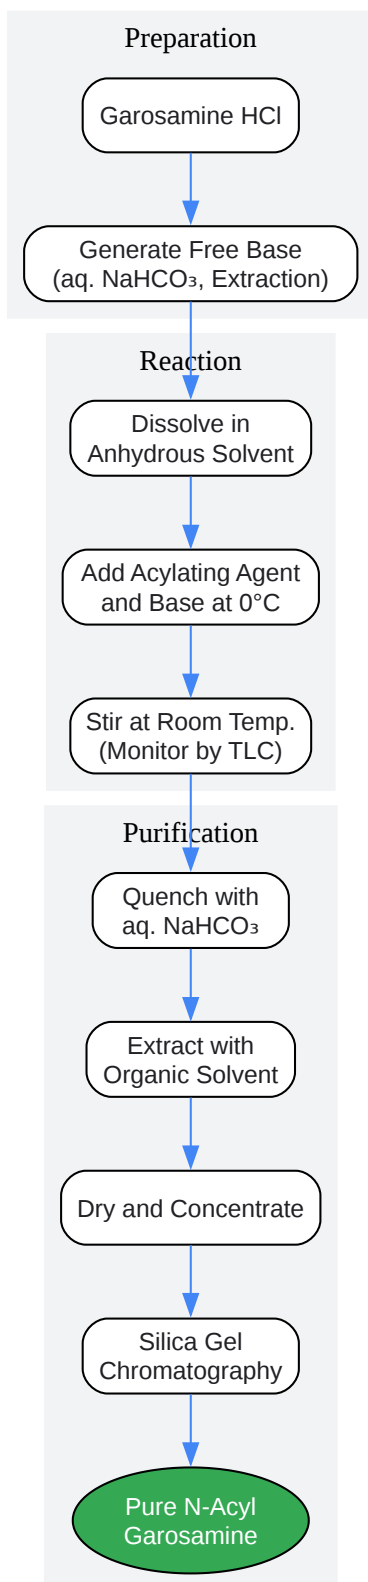 Preparation
Garosamine HCl
Generate Free Base
(aq. NaHCO₃, Extraction)
Reaction
Dissolve in
Anhydrous Solvent
Add Acylating Agent
and Base at 0°C
Stir at Room Temp.
(Monitor by TLC)
Purification
Quench with
aq. NaHCO₃
Extract with
Organic Solvent
Dry and Concentrate
Silica Gel
Chromatography
Pure N-Acyl
Garosamine